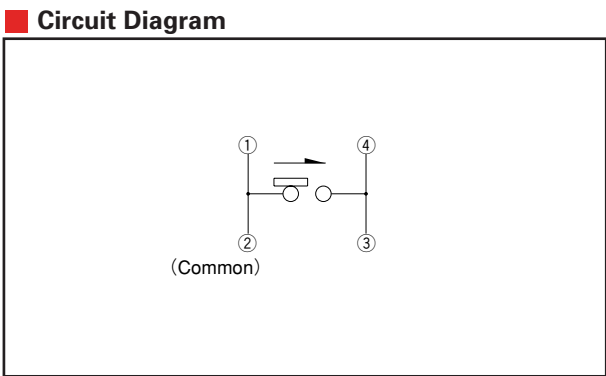 Circuit Diagram
① ④
② ③
(Common)